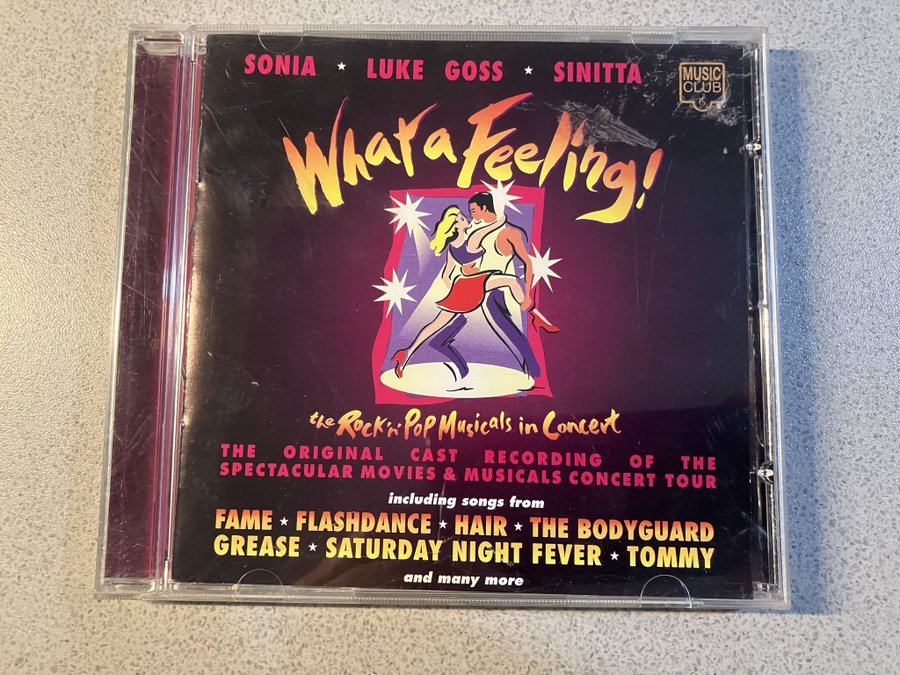 SONIA ★ LUKE GOSS ★ SINITTA
MUSIC
CLUB
What a Feeling!
the Rock 'n' Pop Musicals in Concert
THE ORIGINAL CAST RECORDING OF THE
SPECTACULAR MOVIES & MUSICALS CONCERT TOUR
including songs from
FAME ★ FLASHDANCE ★ HAIR ★ THE BODYGUARD
GREASE ★ SATURDAY NIGHT FEVER ★ TOMMY
and many more